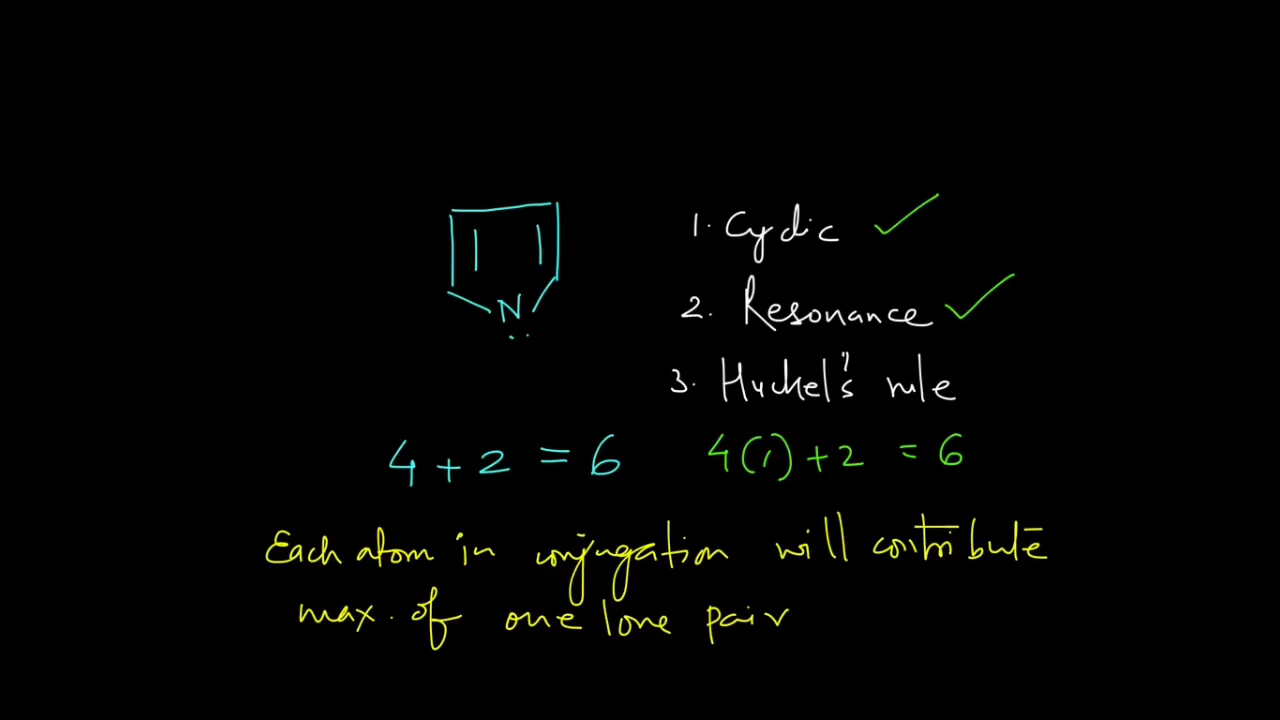 1. Cyclic ✓
2. Resonance ✓
N
3. Huckel's rule
4 + 2 = 6 4(1) + 2 = 6
Each atom in conjugation will contribute
max. of one lone pair